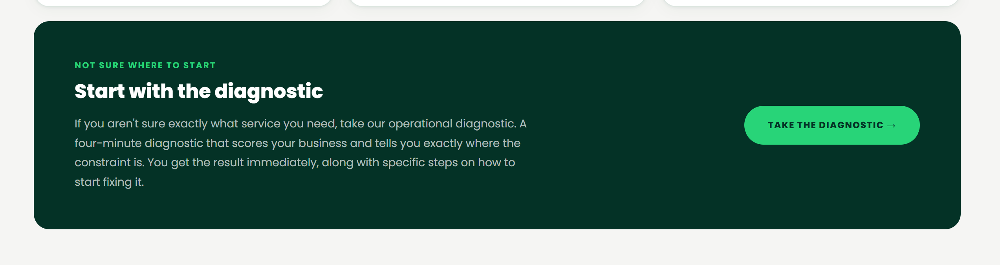 NOT SURE WHERE TO START
Start with the diagnostic
If you aren't sure exactly what service you need, take our operational diagnostic. A
four-minute diagnostic that scores your business and tells you exactly where the
constraint is. You get the result immediately, along with specific steps on how to
start fixing it.
TAKE THE DIAGNOSTIC →